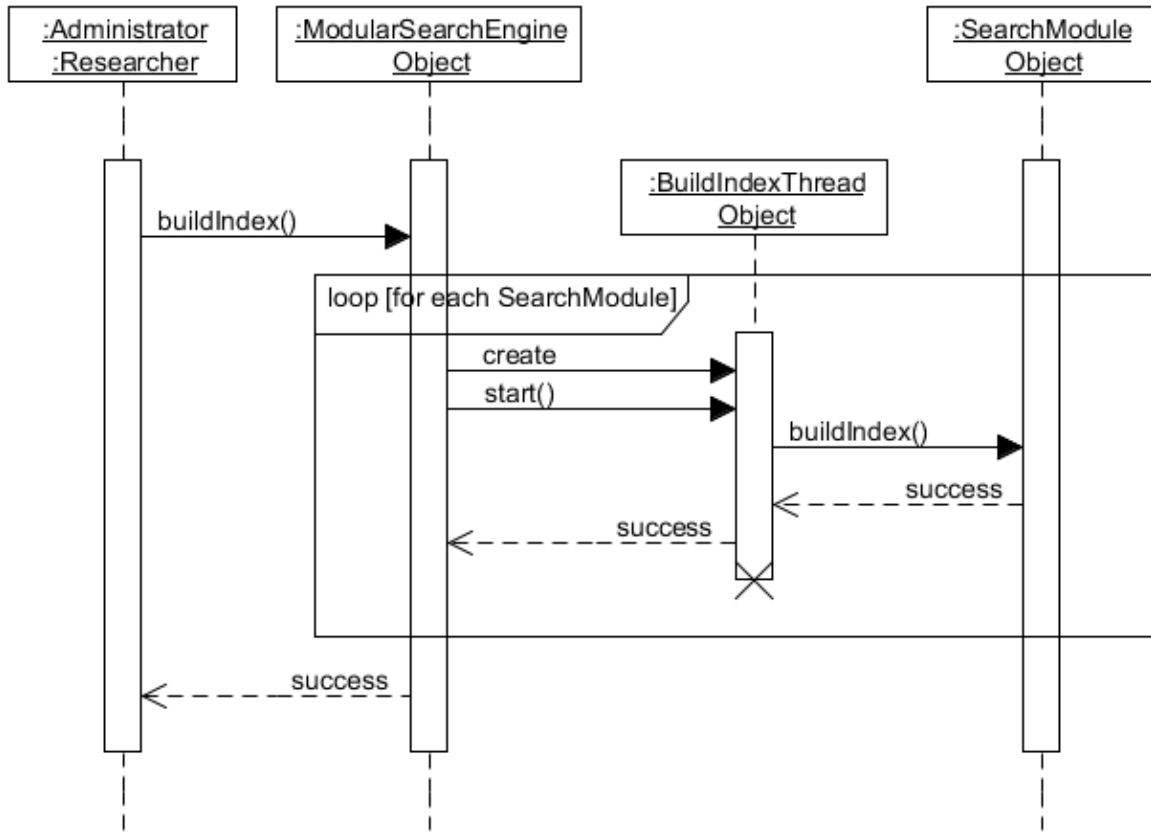 :Administrator
:Researcher
:ModularSearchEngine
Object
:SearchModule
Object
:BuildIndexThread
Object
buildIndex()
loop [for each SearchModule]
create
start()
buildIndex()
success
success
success